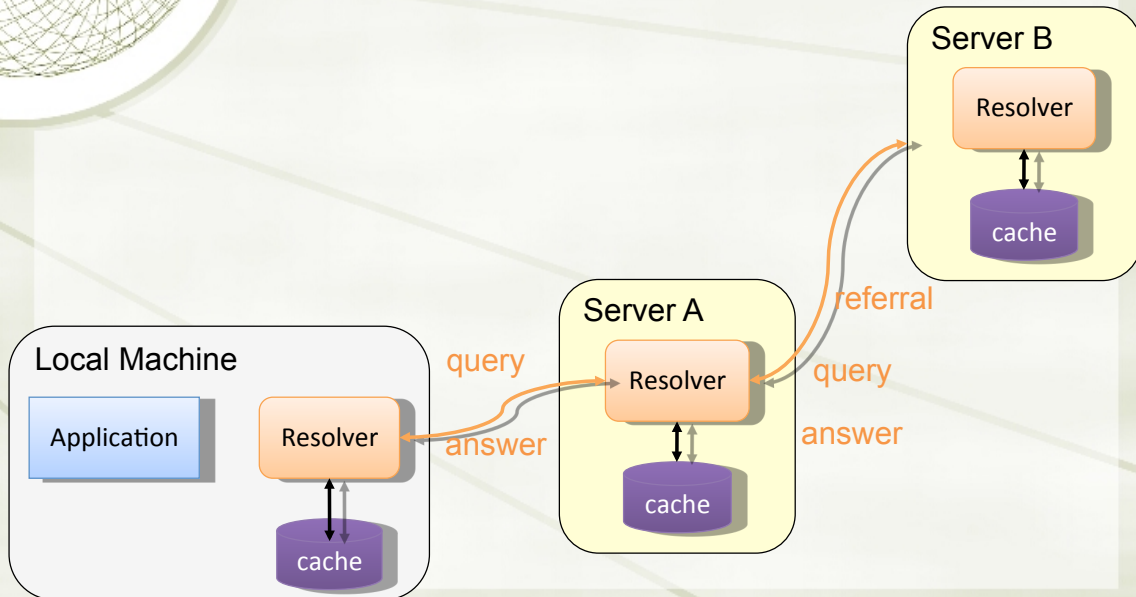 Server B
Resolver
cache
referral
Server A
Resolver
query
answer
cache
Local Machine
query
answer
Application
Resolver
cache